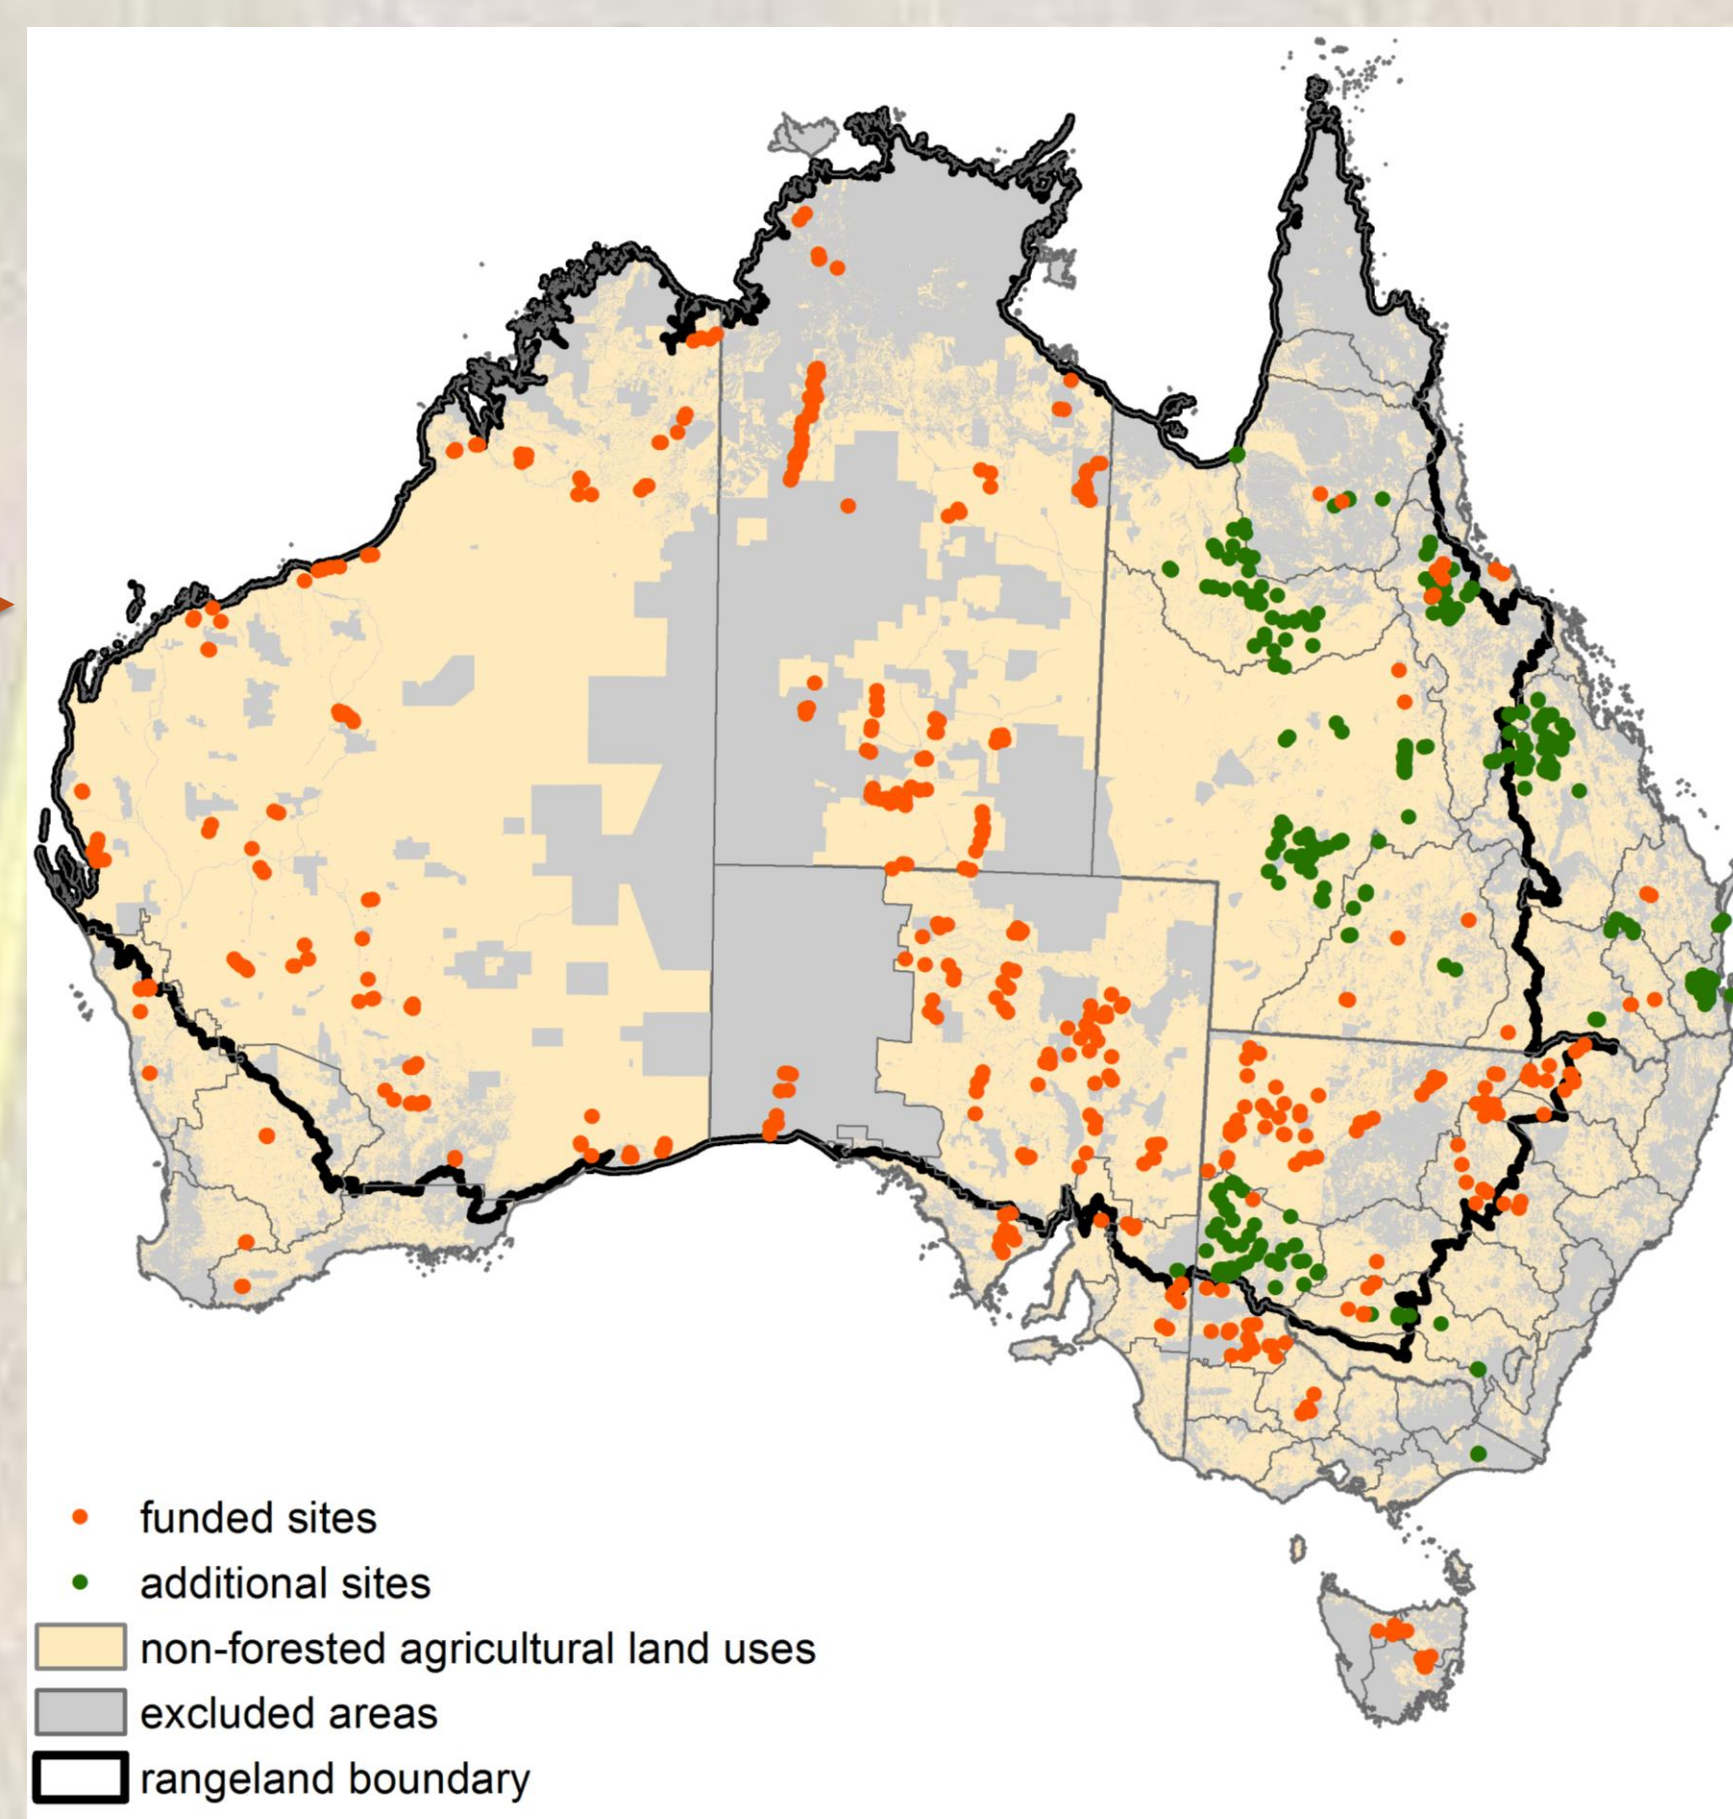 funded sites
additional sites
non-forested agricultural land uses
excluded areas
rangeland boundary